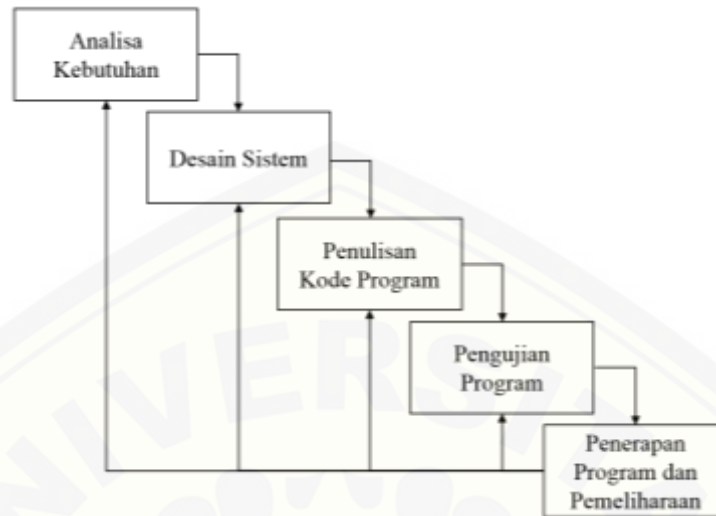 Analisa
Kebutuhan
Desain Sistem
Penulisan
Kode Program
Pengujian
Program
Penerapan
Program dan
Pemeliharaan